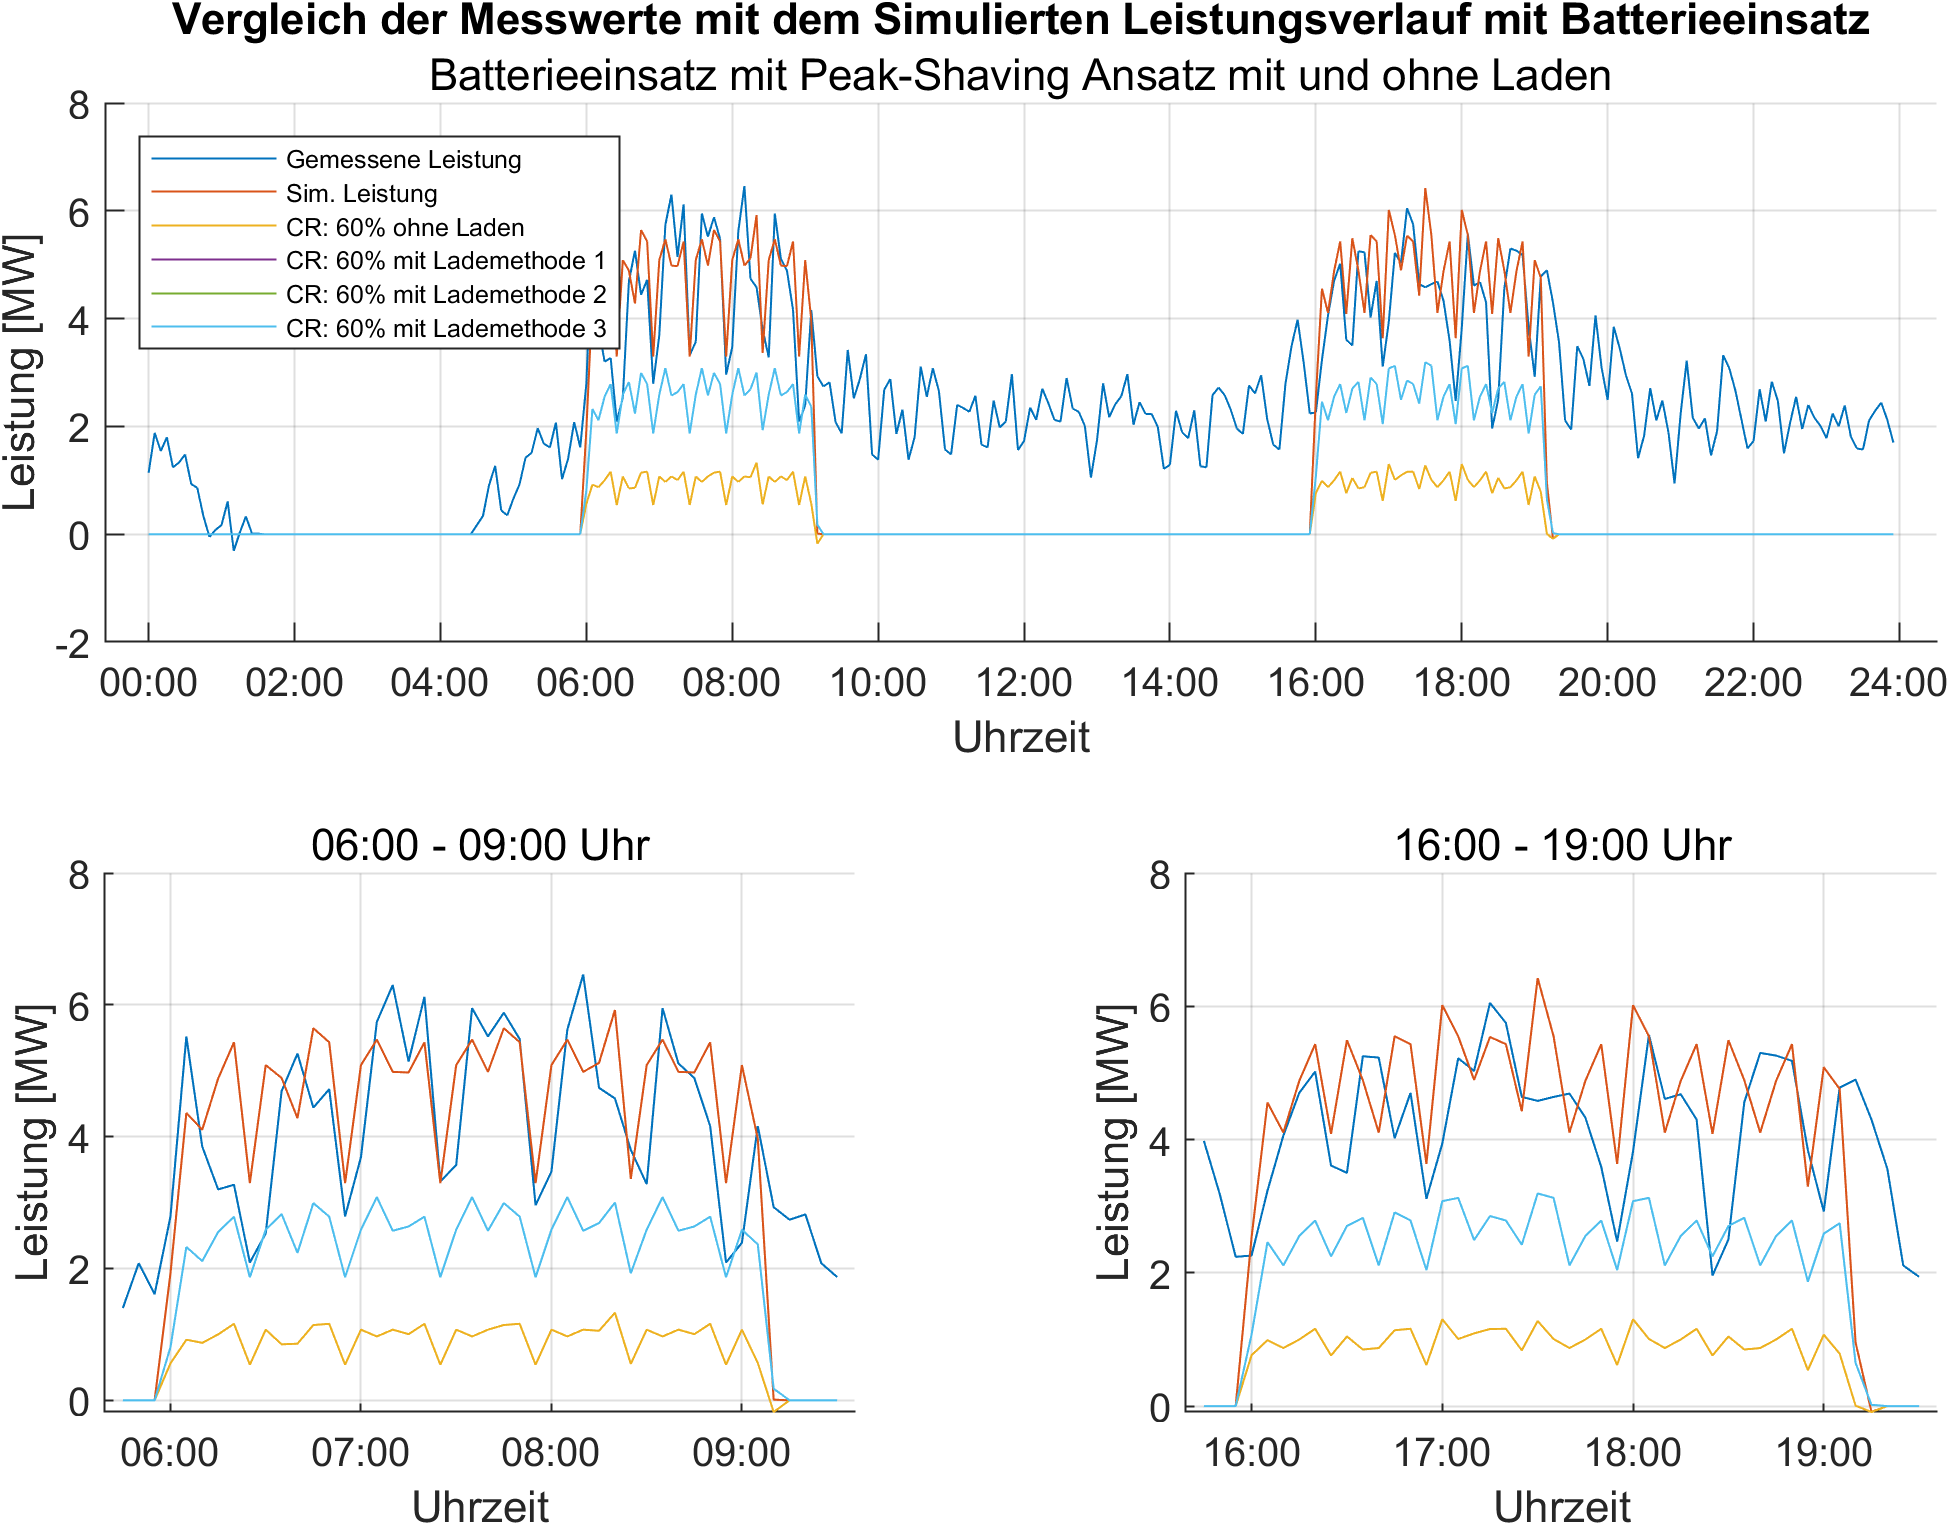 Vergleich der Messwerte mit dem Simulierten Leistungsverlauf mit Batterieeinsatz
Batterieeinsatz mit Peak-Shaving Ansatz mit und ohne Laden
Leistung [MW]
8
6
4
2
0
-2
Gemessene Leistung
Sim. Leistung
CR: 60% ohne Laden
CR: 60% mit Lademethode 1
CR: 60% mit Lademethode 2
CR: 60% mit Lademethode 3
00:00 02:00 04:00 06:00 08:00 10:00 12:00 14:00 16:00 18:00 20:00 22:00 24:00
Uhrzeit
06:00 - 09:00 Uhr
Leistung [MW]
8
6
4
2
0
06:00 07:00 08:00 09:00
Uhrzeit
16:00 - 19:00 Uhr
Leistung [MW]
8
6
4
2
0
16:00 17:00 18:00 19:00
Uhrzeit